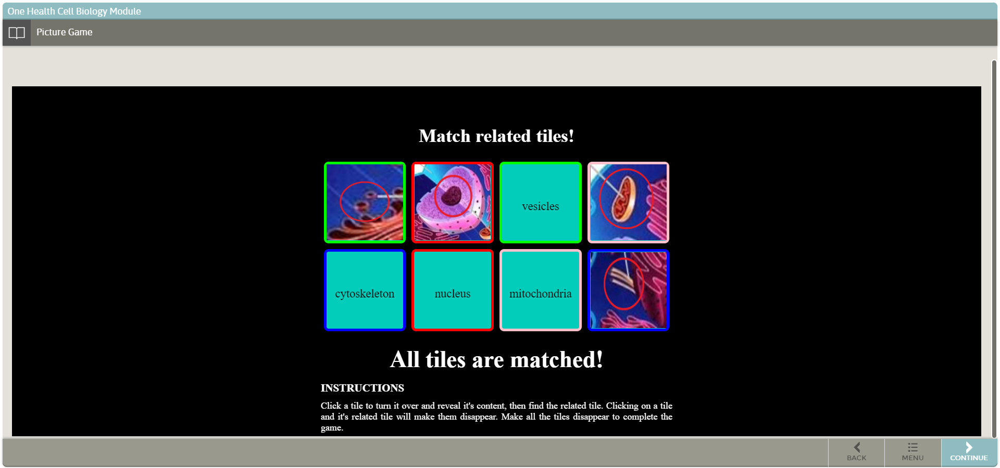 One Health Cell Biology Module
Picture Game
Match related tiles!
vesicles
cytoskeleton
nucleus
mitochondria
All tiles are matched!
INSTRUCTIONS
Click a tile to turn it over and reveal it's content, then find the related tile. Clicking on a tile
and it's related tile will make them disappear. Make all the tiles disappear to complete the
game.
BACK
MENU
CONTINUE